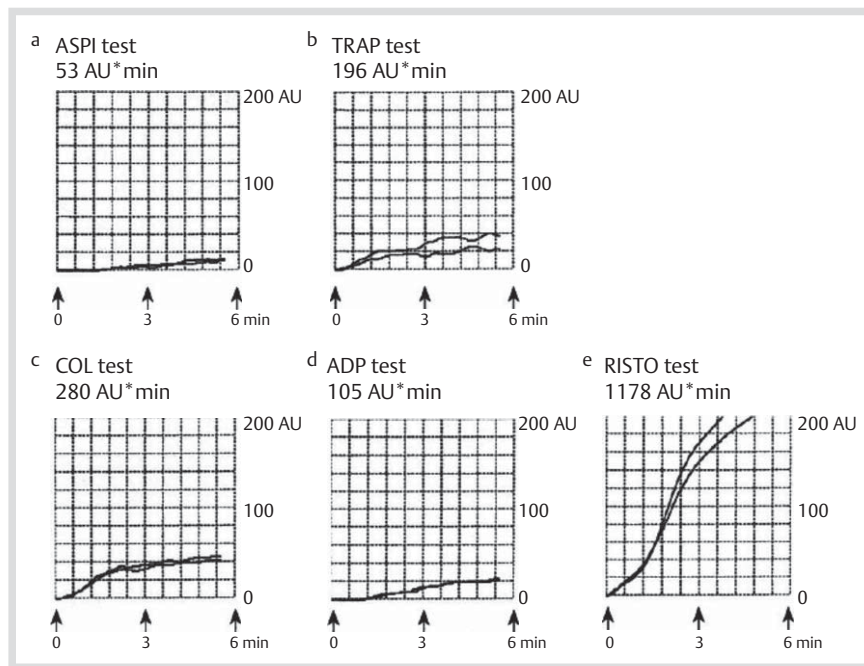 a ASPI test
53 AU*min
200 AU
100
0
0 3 6 min
b TRAP test
196 AU*min
200 AU
100
0
0 3 6 min
c COL test
280 AU*min
200 AU
100
0
0 3 6 min
d ADP test
105 AU*min
200 AU
100
0
0 3 6 min
e RISTO test
1178 AU*min
200 AU
100
0
0 3 6 min